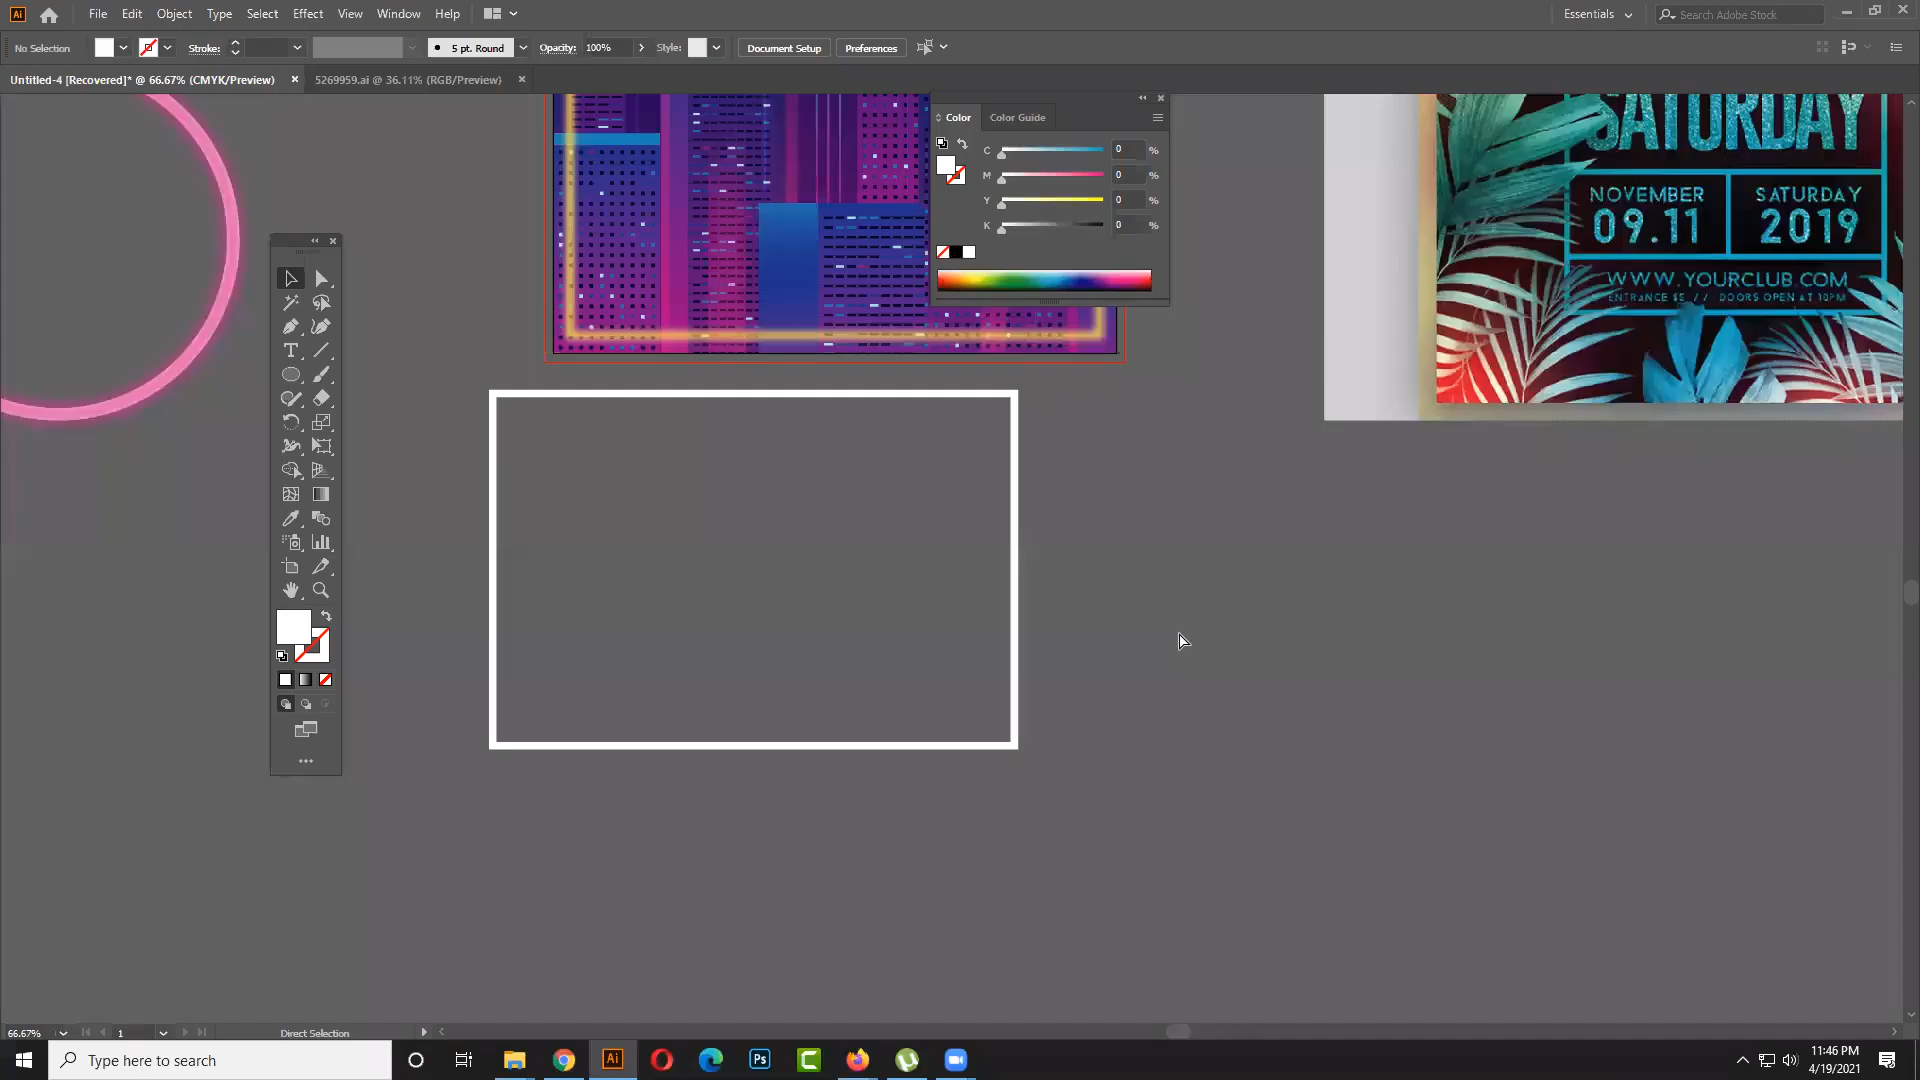 Ai File Edit Object Type Select Effect View Window Help Essentials Search Adobe Stock
No Selection Stroke: 5 pt. Round Opacity: 100% Style: Document Setup Preferences
Untitled-4 [Recovered]* @ 66.67% (CMYK/Preview) × 5269959.ai @ 36.11% (RGB/Preview) ×
Color Color Guide
C 0 %
M 0 %
Y 0 %
K 0 %
SATURDAY
NOVEMBER SATURDAY
09.11 2019
WWW.YOURCLUB.COM
ENTRANCE $5 // DOORS OPEN AT 10PM
66.67% 1 Direct Selection
Type here to search Ai Ps C 11:46 PM
4/19/2021